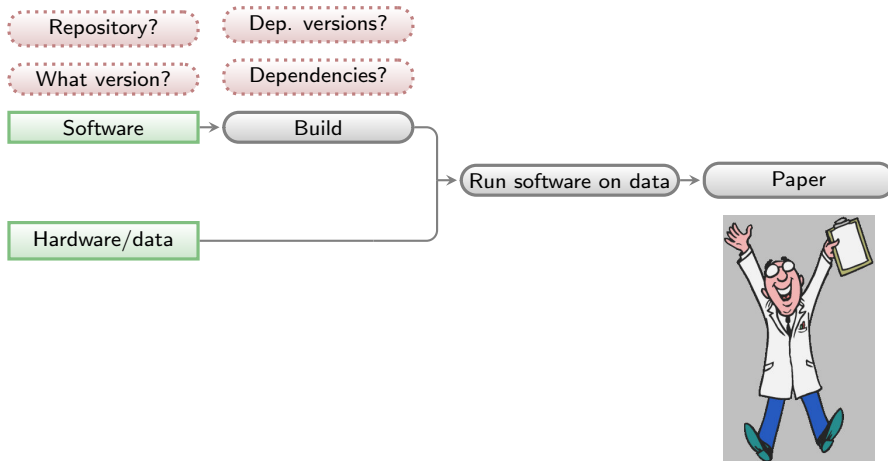 Repository?
Dep. versions?
What version?
Dependencies?
Software
Build
Run software on data
Paper
Hardware/data